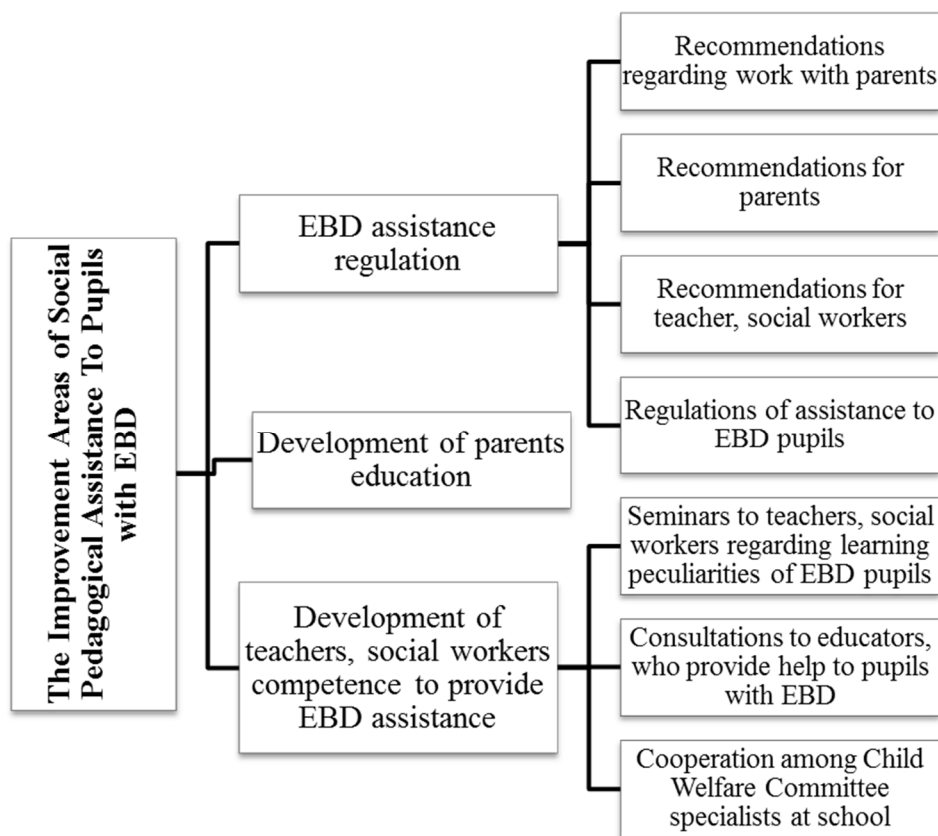 The Improvement Areas of Social
Pedagogical Assistance To Pupils
with EBD
EBD assistance
regulation
Recommendations
regarding work with parents
Recommendations for
parents
Recommendations for
teacher, social workers
Regulations of assistance to
EBD pupils
Development of parents
education
Development of
teachers, social workers
competence to provide
EBD assistance
Seminars to teachers, social
workers regarding learning
peculiarities of EBD pupils
Consultations to educators,
who provide help to pupils
with EBD
Cooperation among Child
Welfare Committee
specialists at school